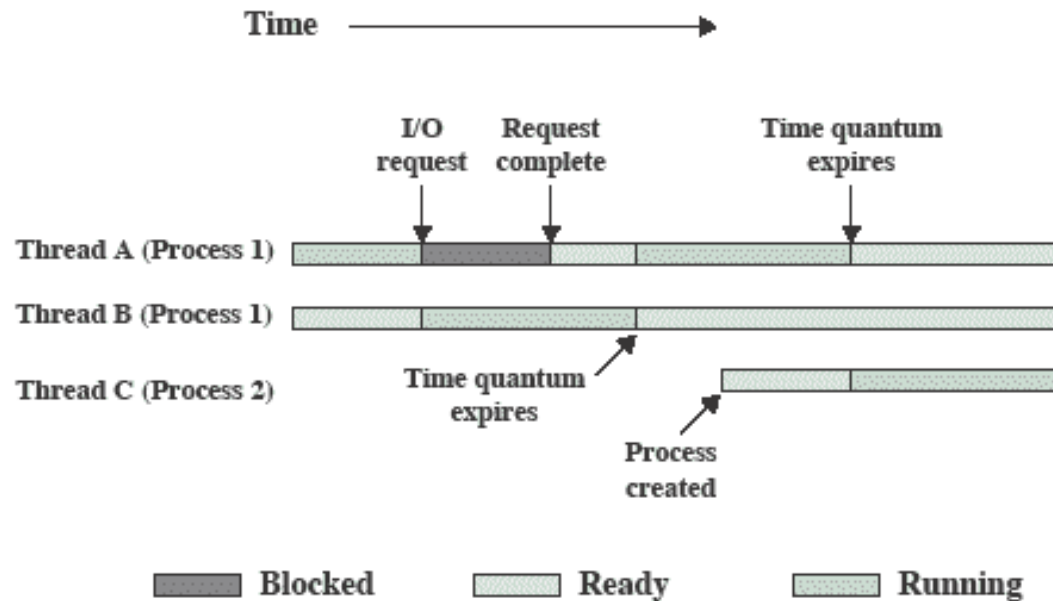 Time
I/O
request
Request
complete
Time quantum
expires
Thread A (Process 1)
Thread B (Process 1)
Thread C (Process 2)
Time quantum
expires
Process
created
Blocked
Ready
Running